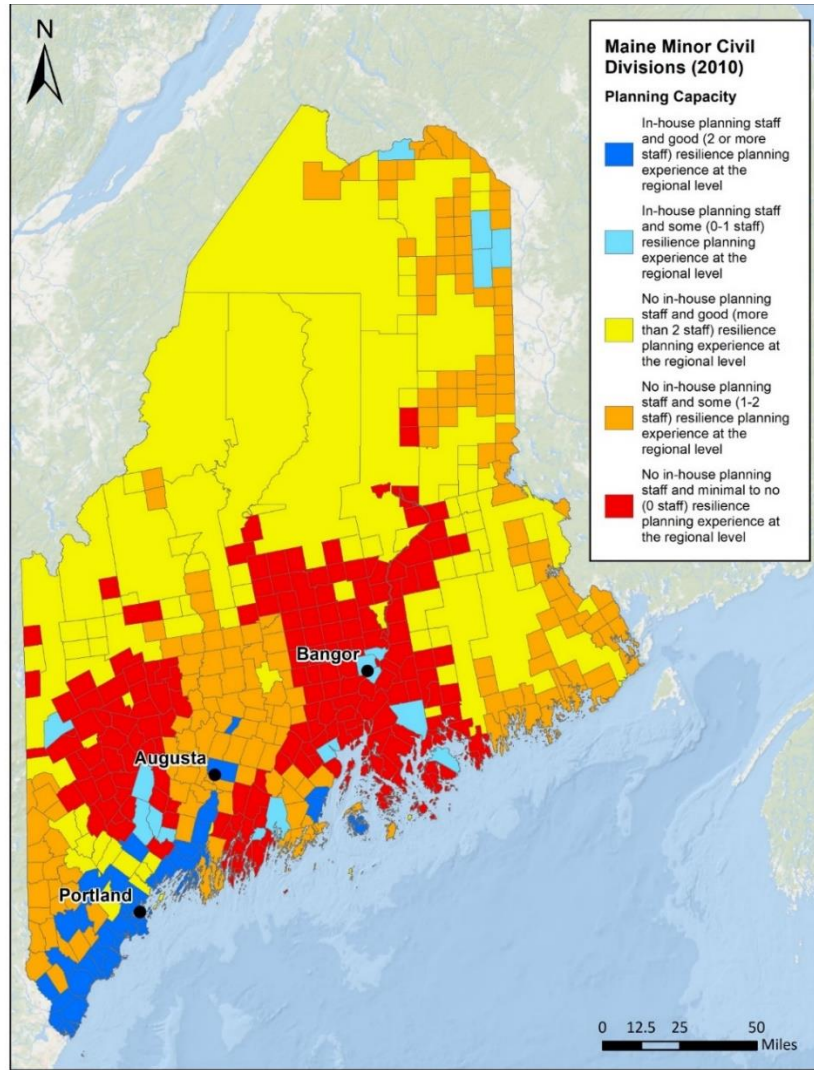 N
Maine Minor Civil
Divisions (2010)
Planning Capacity
In-house planning staff
and good (2 or more
staff) resilience planning
experience at the
regional level
In-house planning staff
and some (0-1 staff)
resilience planning
experience at the
regional level
No in-house planning
staff and good (more
than 2 staff) resilience
planning experience at
the regional level
No in-house planning
staff and some (1-2
staff) resilience planning
experience at the
regional level
No in-house planning
staff and minimal to no
(0 staff) resilience
planning experience at
the regional level
Bangor
Augusta
Portland
0 12.5 25 50
Miles